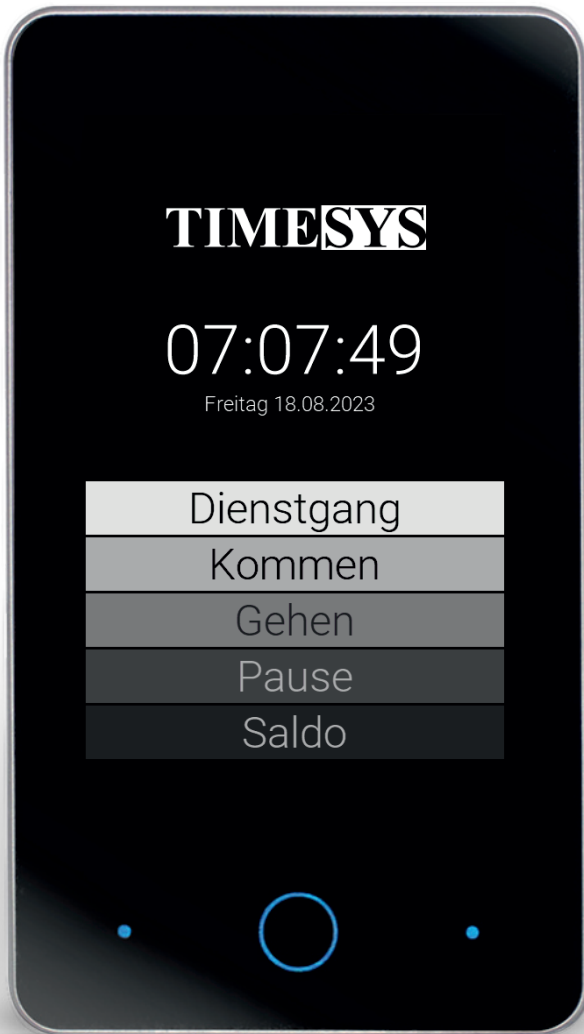 TIMESYS
07:07:49
Freitag 18.08.2023
Dienstgang
Kommen
Gehen
Pause
Saldo